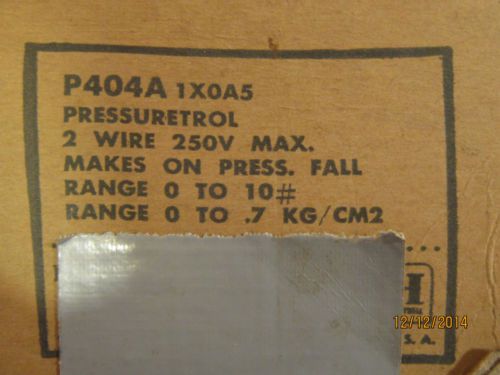 P404A 1X0A5
PRESSURETROL
2 WIRE 250V MAX.
MAKES ON PRESS. FALL
RANGE 0 TO 10#
RANGE 0 TO .7 KG/CM2
H
12/12/2014
S. A.